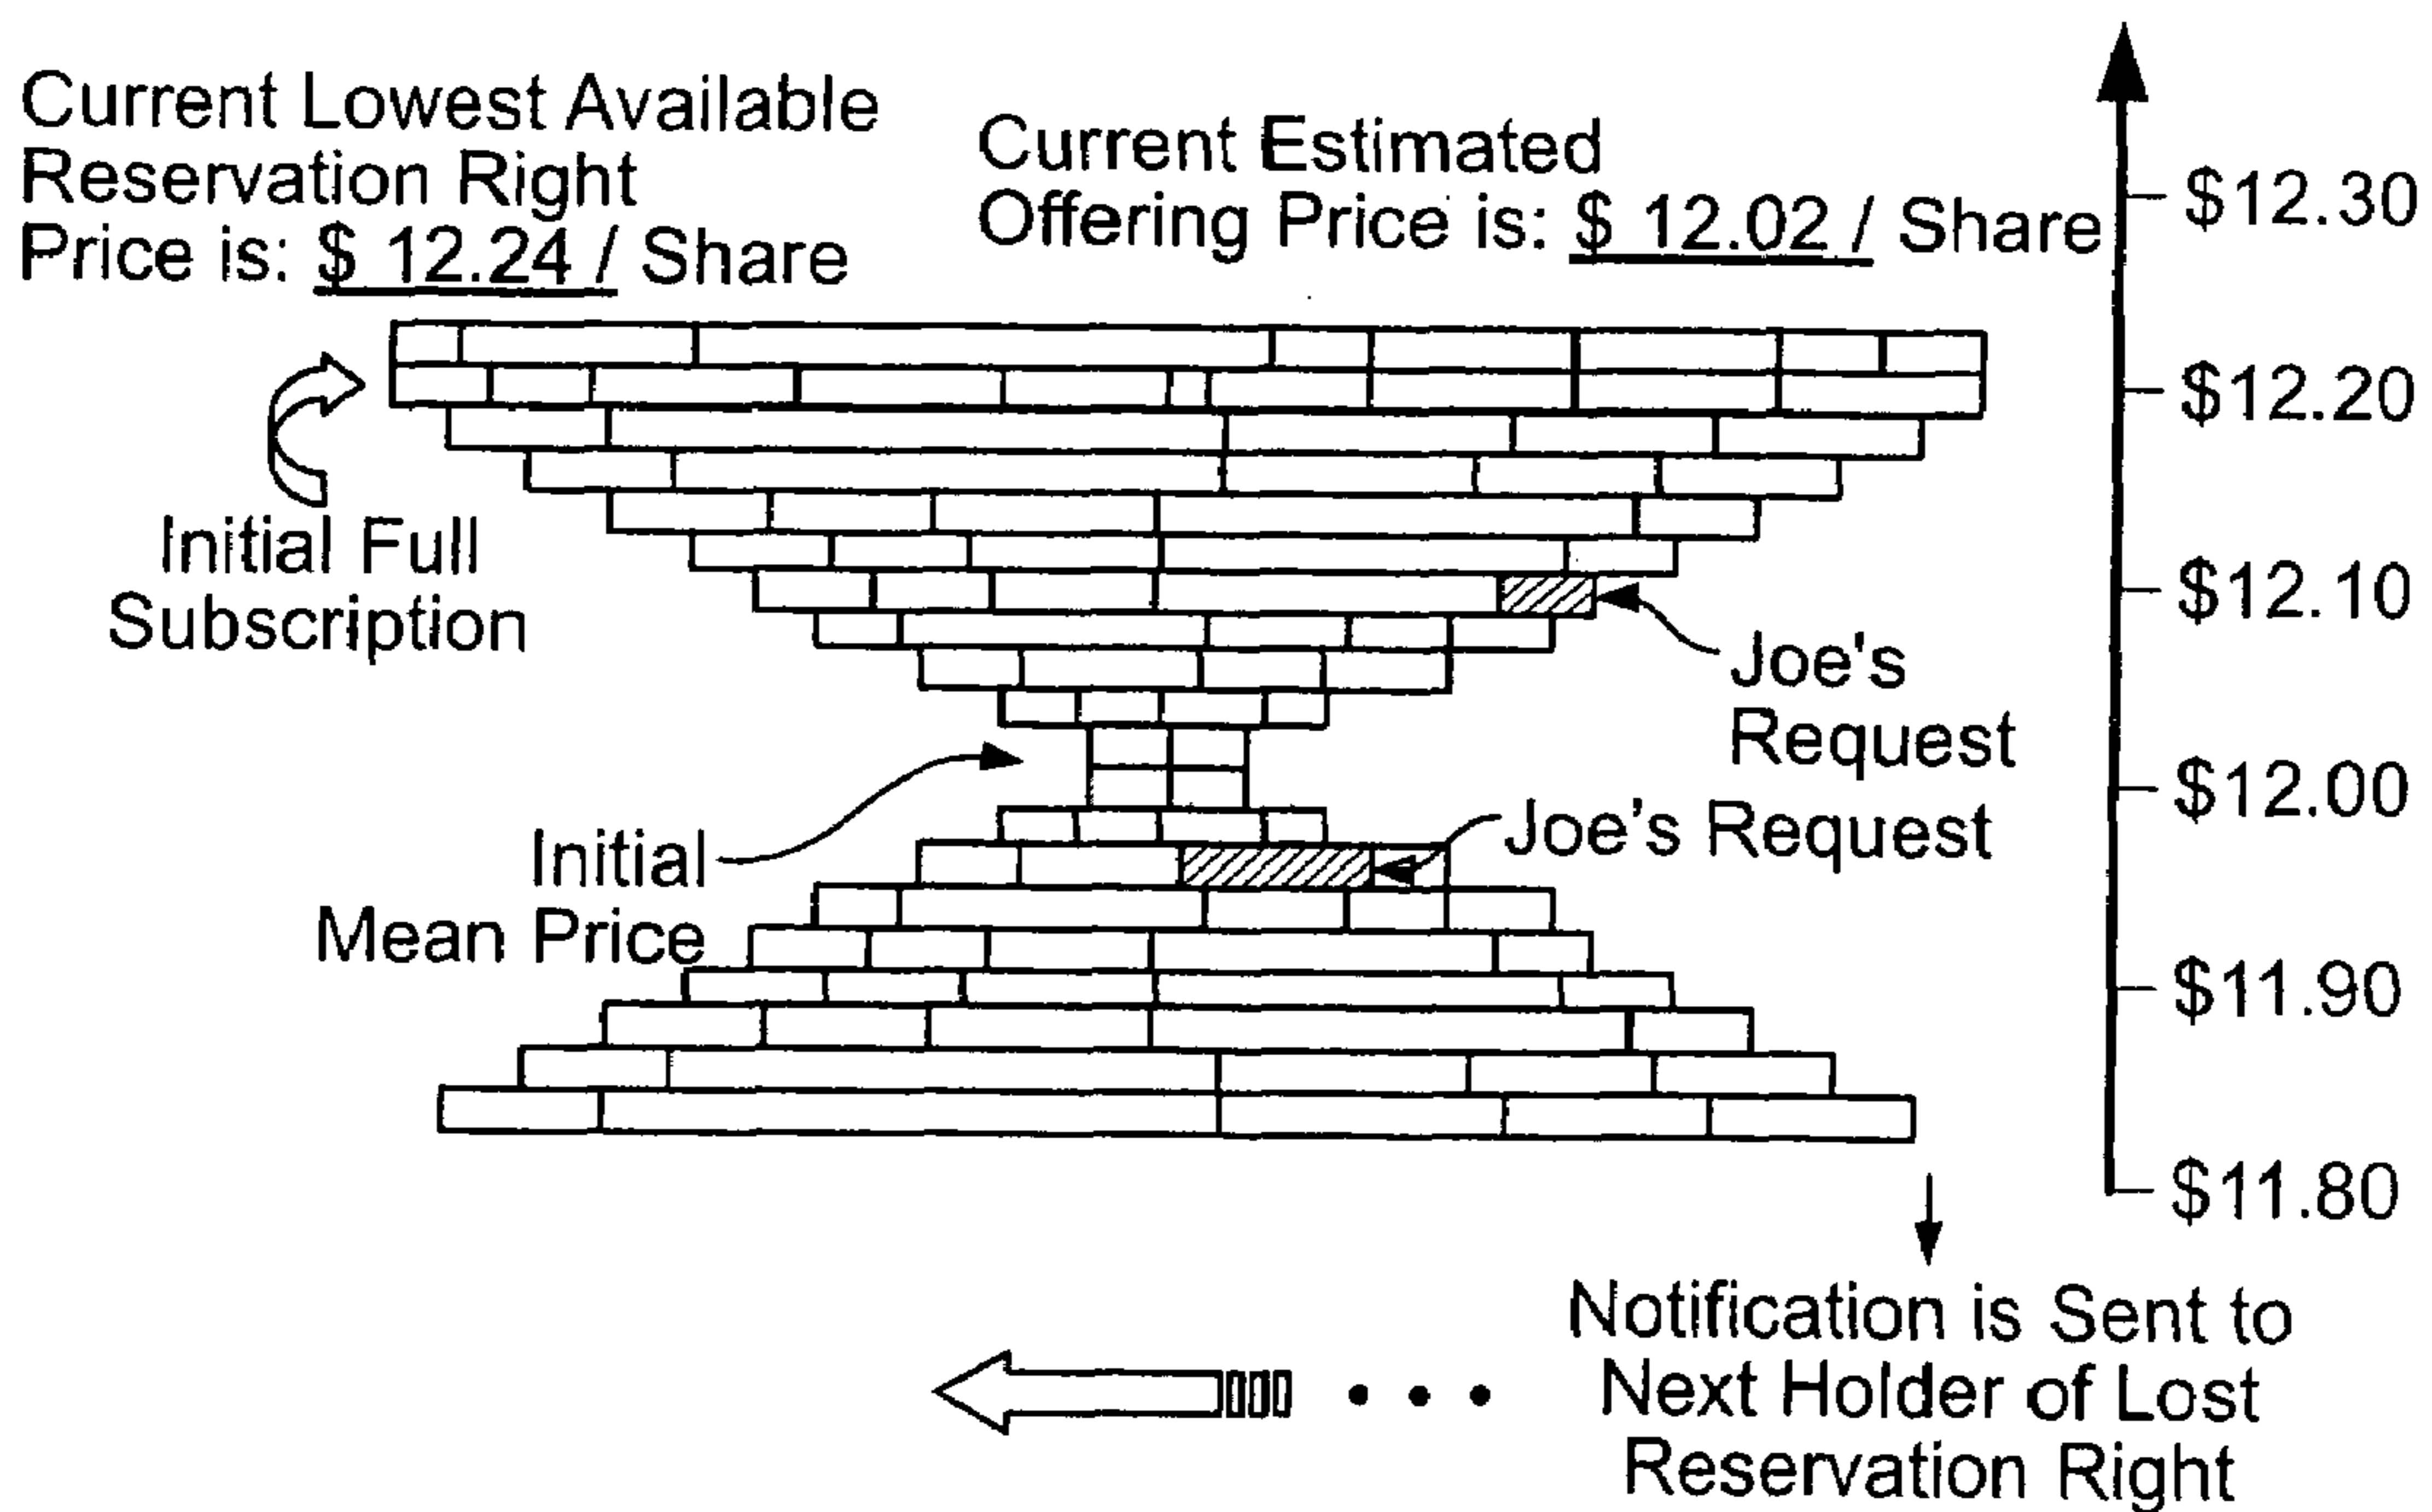 Current Lowest Available
Reservation Right
Price is: $ 12.24 / Share
Current Estimated
Offering Price is: $ 12.02 / Share
$12.30
$12.20
Initial Full
Subscription
$12.10
Joe's
Request
$12.00
Joe's Request
Initial
Mean Price
$11.90
$11.80
Notification is Sent to
Next Holder of Lost
Reservation Right